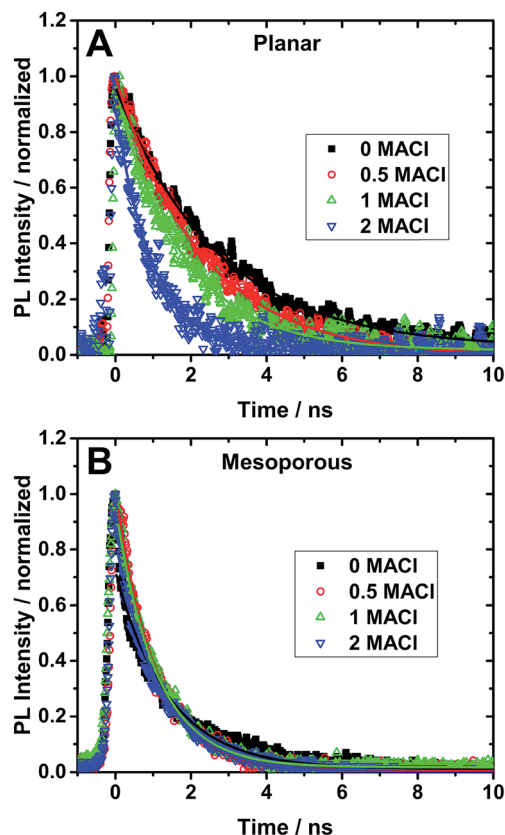 A
Planar
PL Intensity / normalized
1.2
1.0
0.8
0.6
0.4
0.2
0.0
0 MACl
0.5 MACl
1 MACl
2 MACl
0 2 4 6 8 10
Time / ns
B
Mesoporous
PL Intensity / normalized
1.2
1.0
0.8
0.6
0.4
0.2
0.0
0 MACl
0.5 MACl
1 MACl
2 MACl
0 2 4 6 8 10
Time / ns